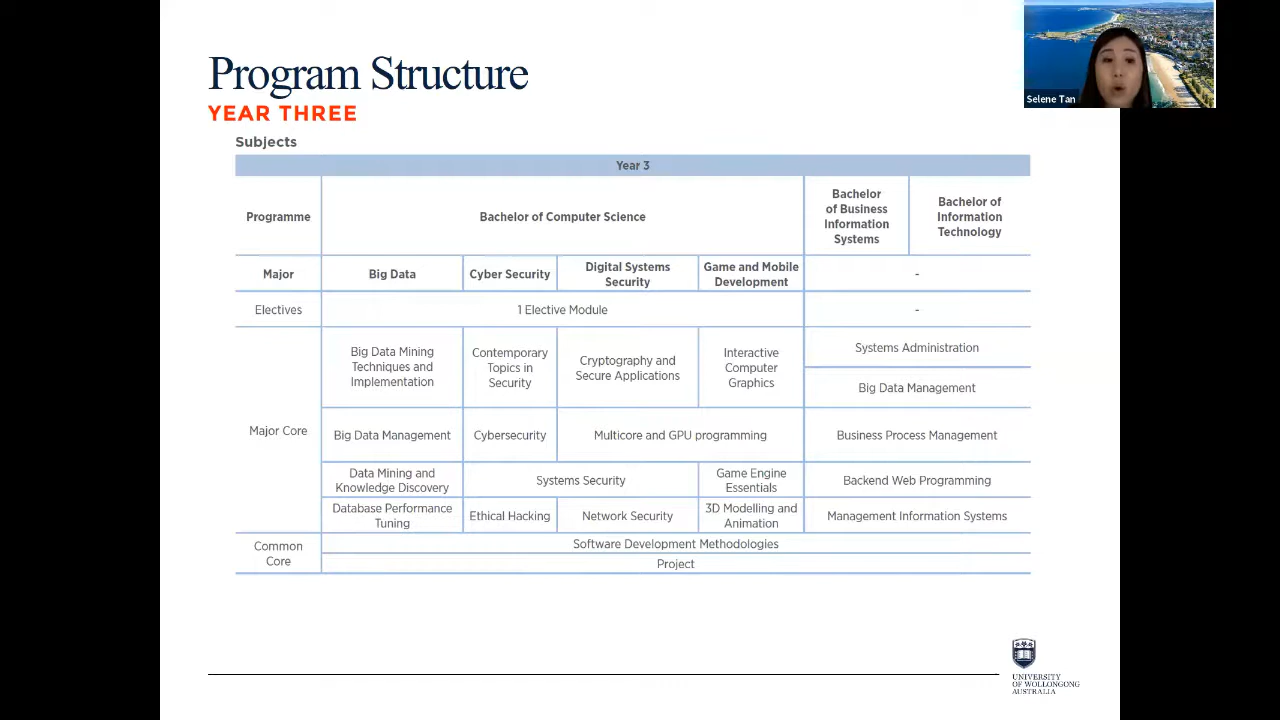 Program Structure
YEAR THREE
Selene Tan
Subjects
Year 3
Programme
Bachelor of Computer Science
Bachelor
of Business
Information
Systems
Bachelor of
Information
Technology
Major
Big Data
Cyber Security
Digital Systems
Security
Game and Mobile
Development
-
Electives
1 Elective Module
-
Major Core
Big Data Mining
Techniques and
Implementation
Contemporary
Topics in
Security
Cryptography and
Secure Applications
Interactive
Computer
Graphics
Systems Administration
Big Data Management
Big Data Management
Cybersecurity
Multicore and GPU programming
Business Process Management
Data Mining and
Knowledge Discovery
Systems Security
Game Engine
Essentials
Backend Web Programming
Database Performance
Tuning
Ethical Hacking
Network Security
3D Modelling and
Animation
Management Information Systems
Common
Core
Software Development Methodologies
Project
UNIVERSITY
OF WOLLONGONG
AUSTRALIA